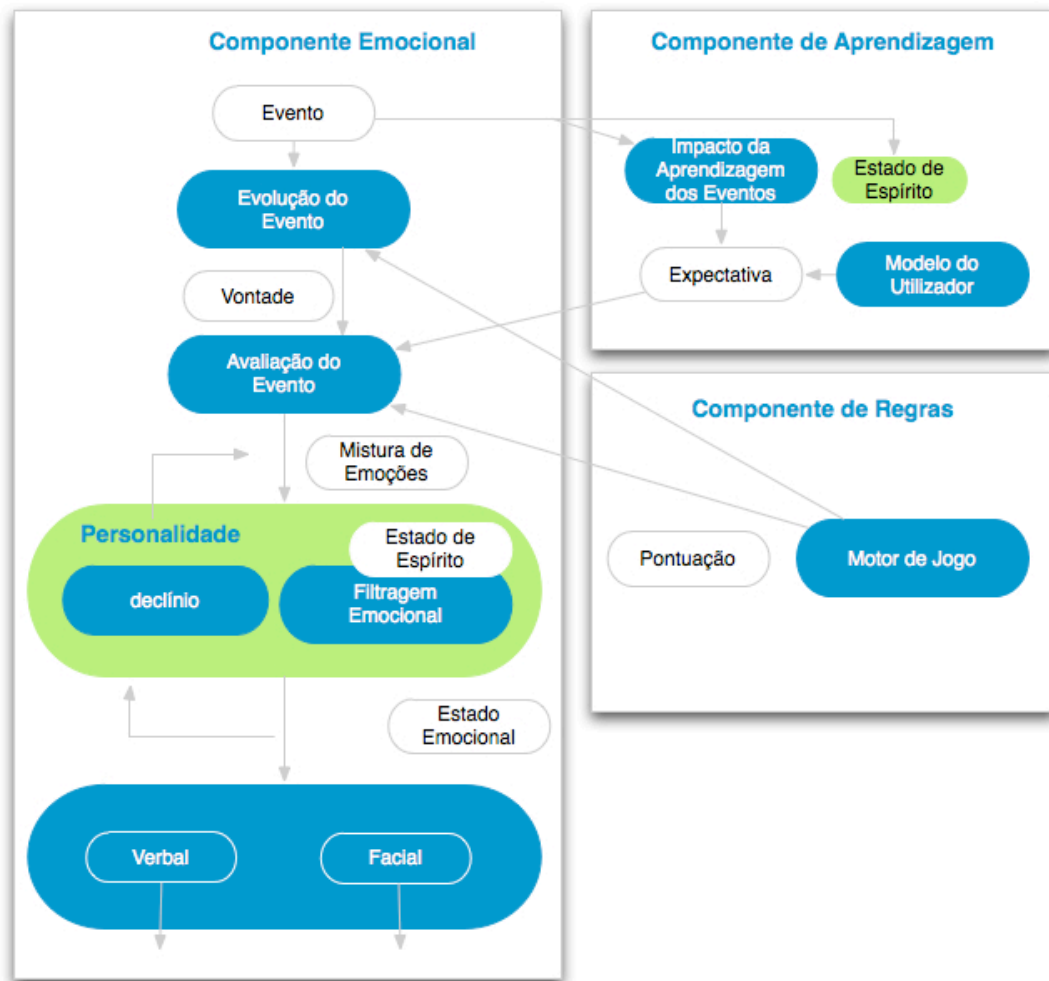 Componente Emocional
Evento
Evolução do
Evento
Vontade
Avaliação do
Evento
Mistura de
Emoções
Personalidade
Estado de
Espírito
declínio
Filtragem
Emocional
Estado
Emocional
Verbal
Facial
Componente de Aprendizagem
Impacto da
Aprendizagem
dos Eventos
Estado de
Espírito
Expectativa
Modelo do
Utilizador
Componente de Regras
Pontuação
Motor de Jogo